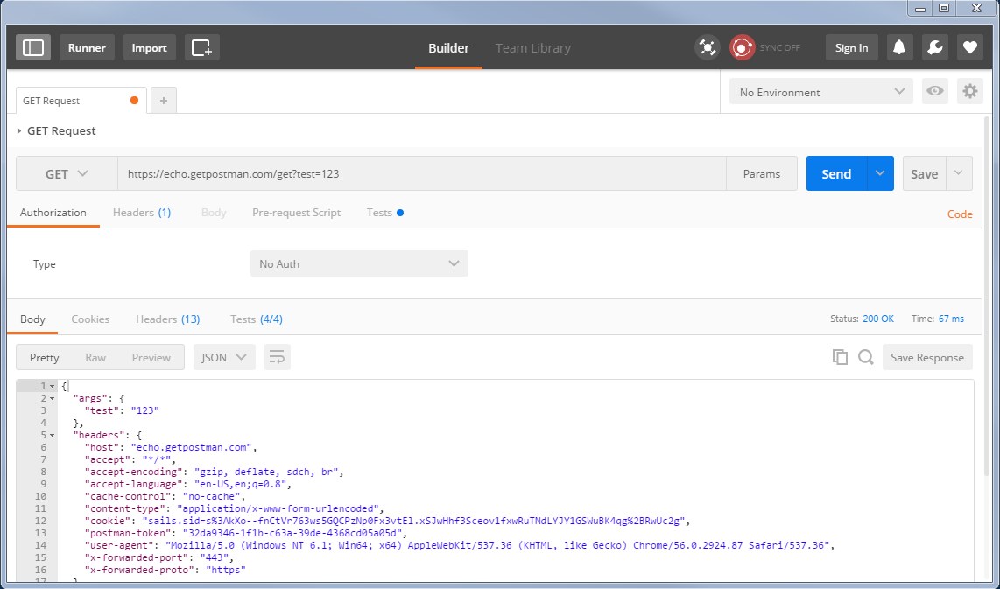 Runner Import Builder Team Library SYNC OFF Sign In
GET Request + No Environment
GET Request
GET https://echo.getpostman.com/get?test=123 Params Send Save
Authorization Headers (1) Body Pre-request Script Tests Code
Type No Auth
Body Cookies Headers (13) Tests (4/4) Status: 200 OK Time: 67 ms
Pretty Raw Preview JSON Save Response
1 {
2 "args": {
3 "test": "123"
4 },
5 "headers": {
6 "host": "echo.getpostman.com",
7 "accept": "*/*",
8 "accept-encoding": "gzip, deflate, sdch, br",
9 "accept-language": "en-US,en;q=0.8",
10 "cache-control": "no-cache",
11 "content-type": "application/x-www-form-urlencoded",
12 "cookie": "sails.sid=s%3AkXo--fnCtVr763ws5GQCPzNp0Fx3vtEl.xSJwHhf3Sceov1fxwRuTNdLYJY1GSWuBK4qg%2BRwUc2g",
13 "postman-token": "32da9346-1f1b-c63a-39de-4368cd05a05d",
14 "user-agent": "Mozilla/5.0 (Windows NT 6.1; Win64; x64) AppleWebKit/537.36 (KHTML, like Gecko) Chrome/56.0.2924.87 Safari/537.36",
15 "x-forwarded-port": "443",
16 "x-forwarded-proto": "https"
17 }